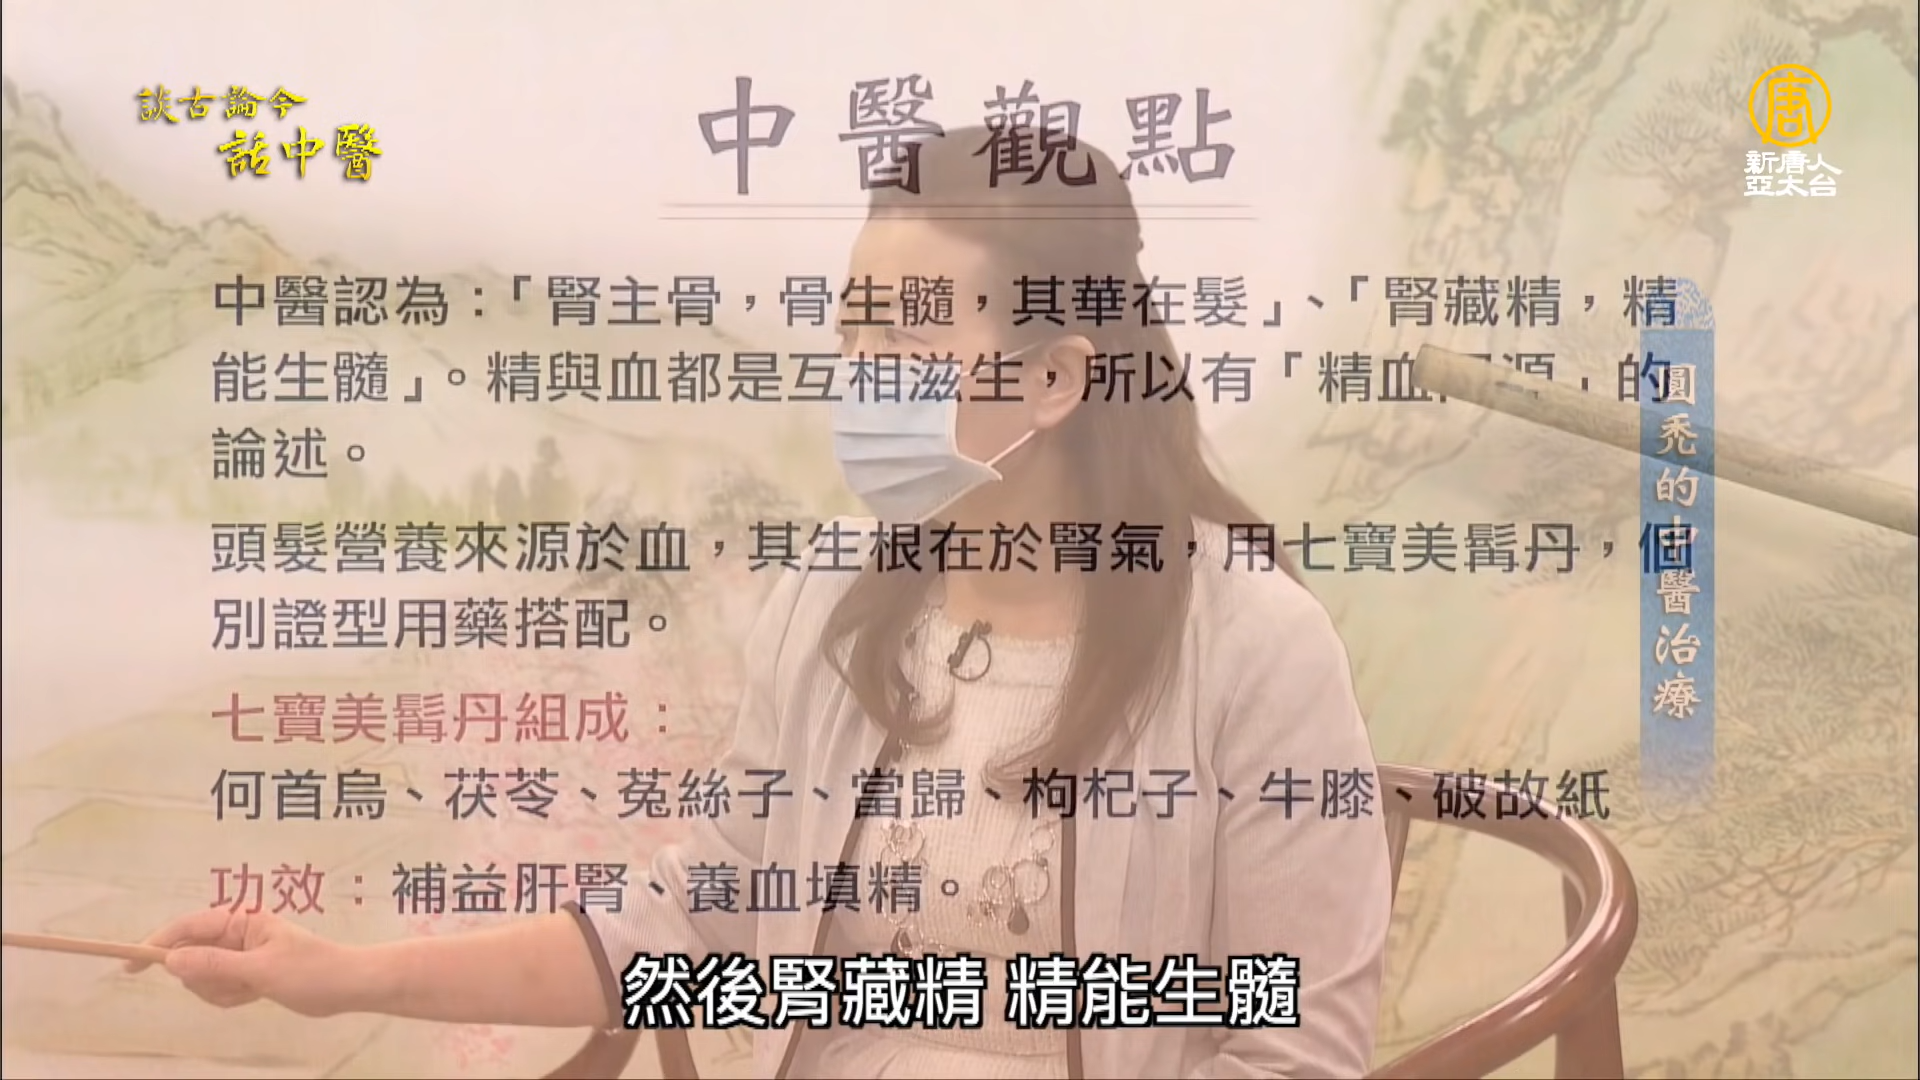 談古論今
話中醫
中醫觀點
唐
新唐人
亞太台
中醫認為：「腎主骨，骨生髓，其華在髮」、「腎藏精，精
能生髓」。精與血都是互相滋生，所以有「精血同源」的
論述。
頭髮營養來源於血，其生根在於腎氣，用七寶美髯丹，個
別證型用藥搭配。
七寶美髯丹組成：
何首烏、茯苓、菟絲子、當歸、枸杞子、牛膝、破故紙
功效：補益肝腎、養血填精。
圓禿的中醫治療
然後腎藏精 精能生髓